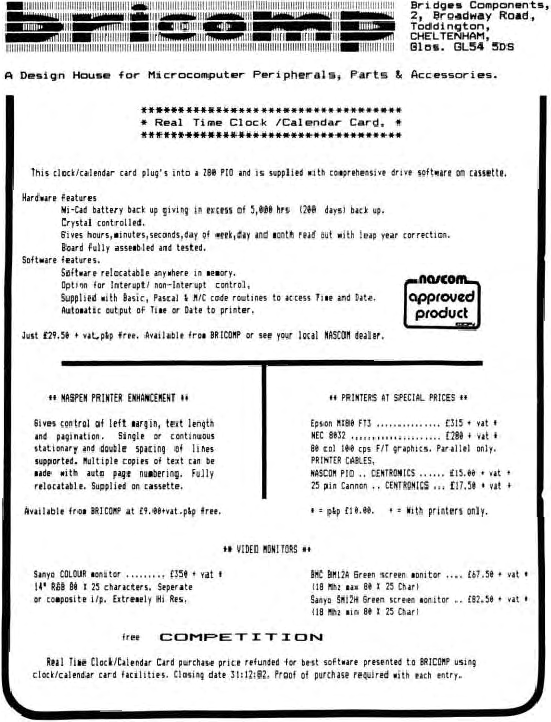 bricomp
Bridges Components,
2, Broadway Road,
Toddington,
CHELTENHAM,
Glos. GL54 5DS
A Design House for Microcomputer Peripherals, Parts & Accessories.
***********************************
* Real Time Clock /Calendar Card. *
***********************************
This clock/calendar card plug's into a Z80 PIO and is supplied with comprehensive drive software on cassette.
Hardware features
Ni-Cad battery back up giving in excess of 5,000 hrs (200 days) back up.
Crystal controlled.
Gives hours,minutes,seconds,day of week,day and month read out with leap year correction.
Board fully assembled and tested.
Software features.
Software relocatable anywhere in memory.
Option for Interupt/ non-Interupt control,
Supplied with Basic, Pascal & M/C code routines to access Time and Date.
Automatic output of Time or Date to printer.
nascom
approved
product
Just £29.50 + vat,p&p free. Available from BRICOMP or see your local NASCOM dealer.
** NASPEN PRINTER ENHANCEMENT **
Gives control of left margin, text length
and pagination. Single or continuous
stationary and double spacing of lines
supported. Multiple copies of text can be
made with auto page numbering. Fully
relocatable. Supplied on cassette.
Available from BRICOMP at £9.00+vat.p&p free.
** PRINTERS AT SPECIAL PRICES **
Epson MX80 FT3 ............... £315 + vat *
NEC 8032 ..................... £280 + vat *
80 col 100 cps F/T graphics. Parallel only.
PRINTER CABLES,
NASCOM PIO .. CENTRONICS ...... £15.00 + vat +
25 pin Cannon .. CENTRONICS ... £17.50 + vat +
* = p&p £10.00. + = With printers only.
** VIDEO MONITORS **
Sanyo COLOUR monitor ......... £350 + vat *
14" RGB 80 X 25 characters. Seperate
or composite i/p. Extremely Hi Res.
BMC BM12A Green screen monitor .... £67.50 + vat *
(18 Mhz max 80 X 25 Char)
Sanyo SM12H Green screen monitor .. £82.50 + vat *
(18 Mhz min 80 X 25 Char)
free COMPETITION
Real Time Clock/Calendar Card purchase price refunded for best software presented to BRICOMP using
clock/calendar card facilities. Closing date 31:12:82. Proof of purchase required with each entry.